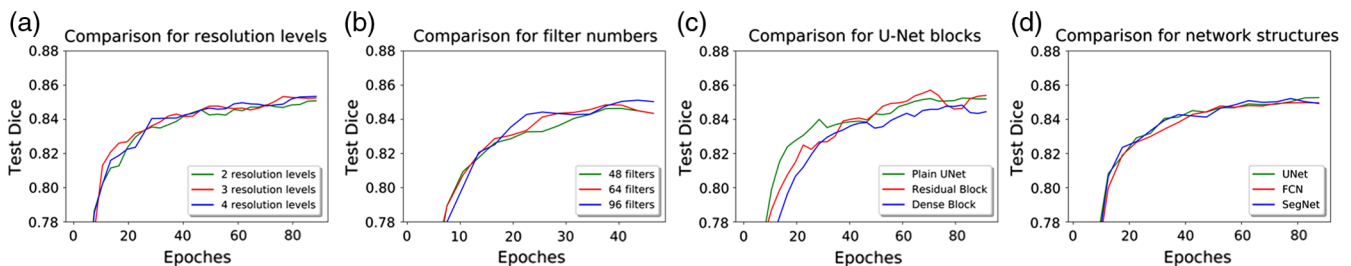 (a)
Comparison for resolution levels
0.88
0.86
0.84
0.82
0.80
0.78
Test Dice
0 20 40 60 80
Epoches
2 resolution levels
3 resolution levels
4 resolution levels
(b)
Comparison for filter numbers
0.88
0.86
0.84
0.82
0.80
0.78
Test Dice
0 10 20 30 40
Epoches
48 filters
64 filters
96 filters
(c)
Comparison for U-Net blocks
0.88
0.86
0.84
0.82
0.80
0.78
Test Dice
0 20 40 60 80
Epoches
Plain UNet
Residual Block
Dense Block
(d)
Comparison for network structures
0.88
0.86
0.84
0.82
0.80
0.78
Test Dice
0 20 40 60 80
Epoches
UNet
FCN
SegNet